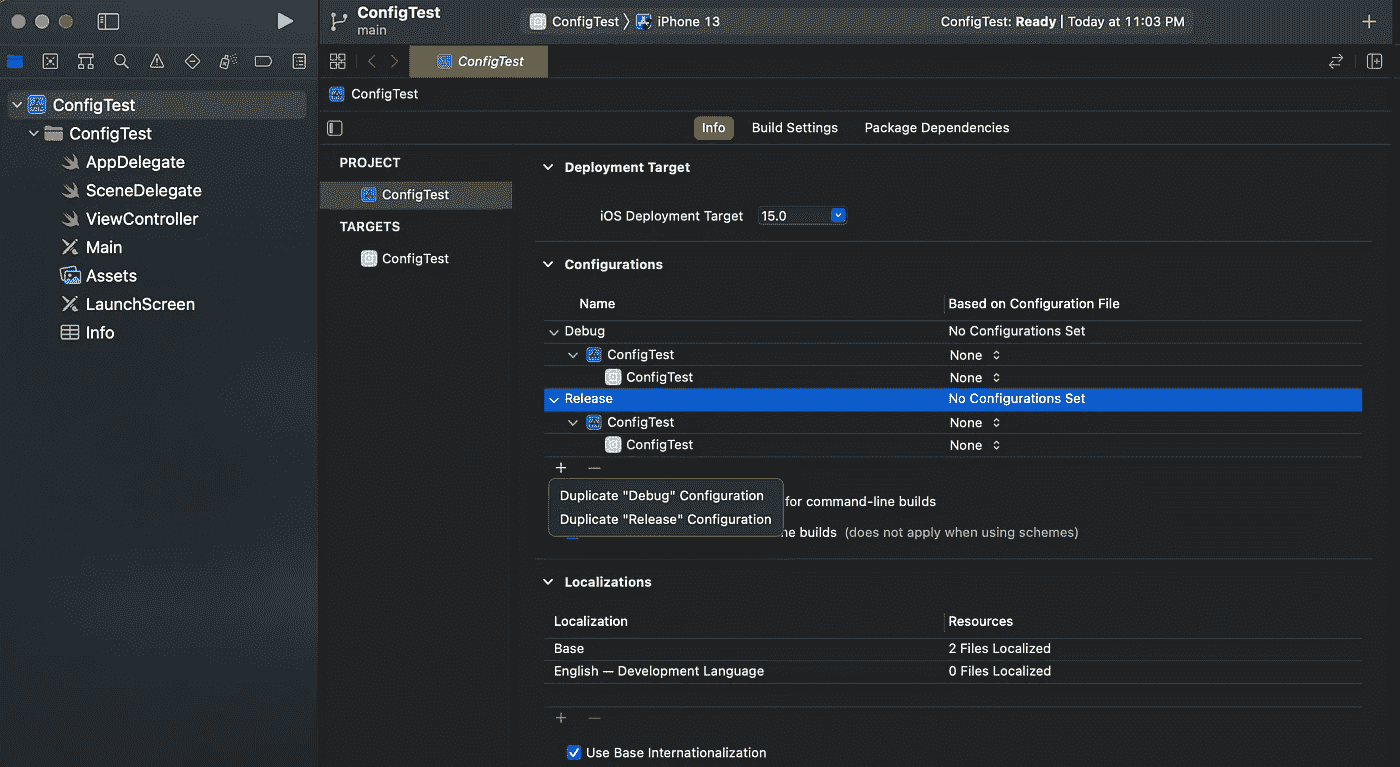 ConfigTest
main
ConfigTest 〉 iPhone 13
ConfigTest: Ready | Today at 11:03 PM
ConfigTest
ConfigTest
ConfigTest
ConfigTest
AppDelegate
SceneDelegate
ViewController
Main
Assets
LaunchScreen
Info
Info
Build Settings
Package Dependencies
PROJECT
ConfigTest
TARGETS
ConfigTest
Deployment Target
iOS Deployment Target 15.0
Configurations
Name Based on Configuration File
Debug No Configurations Set
ConfigTest None
ConfigTest None
Release No Configurations Set
ConfigTest None
ConfigTest None
+ —
Duplicate "Debug" Configuration
Duplicate "Release" Configuration
for command-line builds
builds (does not apply when using schemes)
Localizations
Localization Resources
Base 2 Files Localized
English — Development Language 0 Files Localized
+ —
Use Base Internationalization